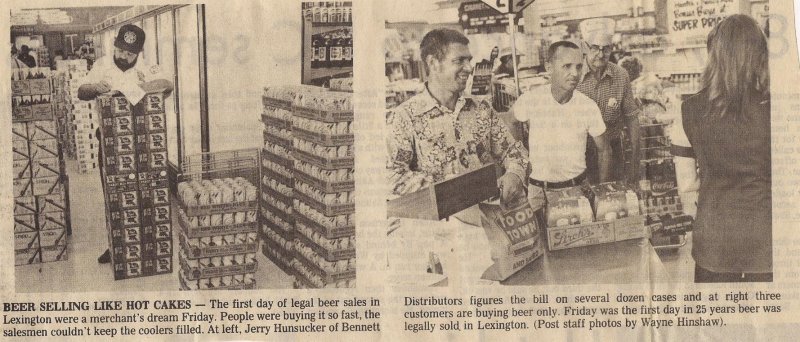 SUPER PRI
FOOD
TOWN
Stroh's
Coca-Cola
BEER SELLING LIKE HOT CAKES — The first day of legal beer sales in
Lexington were a merchant's dream Friday. People were buying it so fast, the
salesmen couldn't keep the coolers filled. At left, Jerry Hunsucker of Bennett
Distributors figures the bill on several dozen cases and at right three
customers are buying beer only. Friday was the first day in 25 years beer was
legally sold in Lexington. (Post staff photos by Wayne Hinshaw).